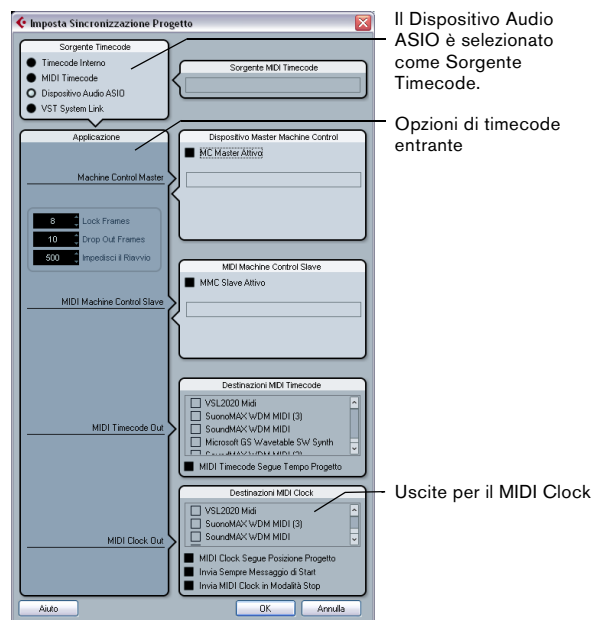 Imposta Sincronizzazione Progetto
Sorgente Timecode
Timecode Interno
MIDI Timecode
Dispositivo Audio ASIO
VST System Link
Sorgente MIDI Timecode
Il Dispositivo Audio
ASIO è selezionato
come Sorgente
Timecode.
Opzioni di timecode
entrante
Applicazione
Machine Control Master
8 Lock Frames
10 Drop Out Frames
500 Impedisci il Riavvio
MIDI Machine Control Slave
MIDI Timecode Out
MIDI Clock Out
Dispositivo Master Machine Control
MC Master Attivo
MIDI Machine Control Slave
MMC Slave Attivo
Destinazioni MIDI Timecode
VSL2020 Midi
SuonoMAX WDM MIDI (3)
SoundMAX WDM MIDI
Microsoft GS Wavetable SW Synth
MIDI Timecode Segue Tempo Progetto
Destinazioni MIDI Clock
VSL2020 Midi
SuonoMAX WDM MIDI (3)
SoundMAX WDM MIDI
MIDI Clock Segue Posizione Progetto
Invia Sempre Messaggio di Start
Invia MIDI Clock in Modalità Stop
Uscite per il MIDI Clock
Aiuto
OK
Annulla